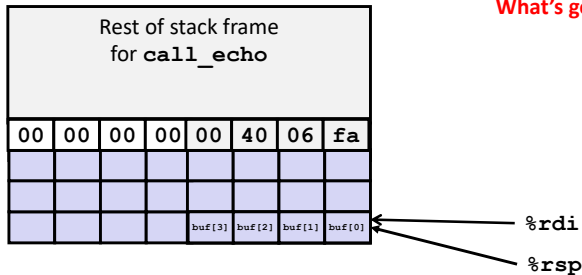 What's g
Rest of stack frame
for call_echo
00 00 00 00 00 40 06 fa
buf[3] buf[2] buf[1] buf[0]
%rdi
%rsp